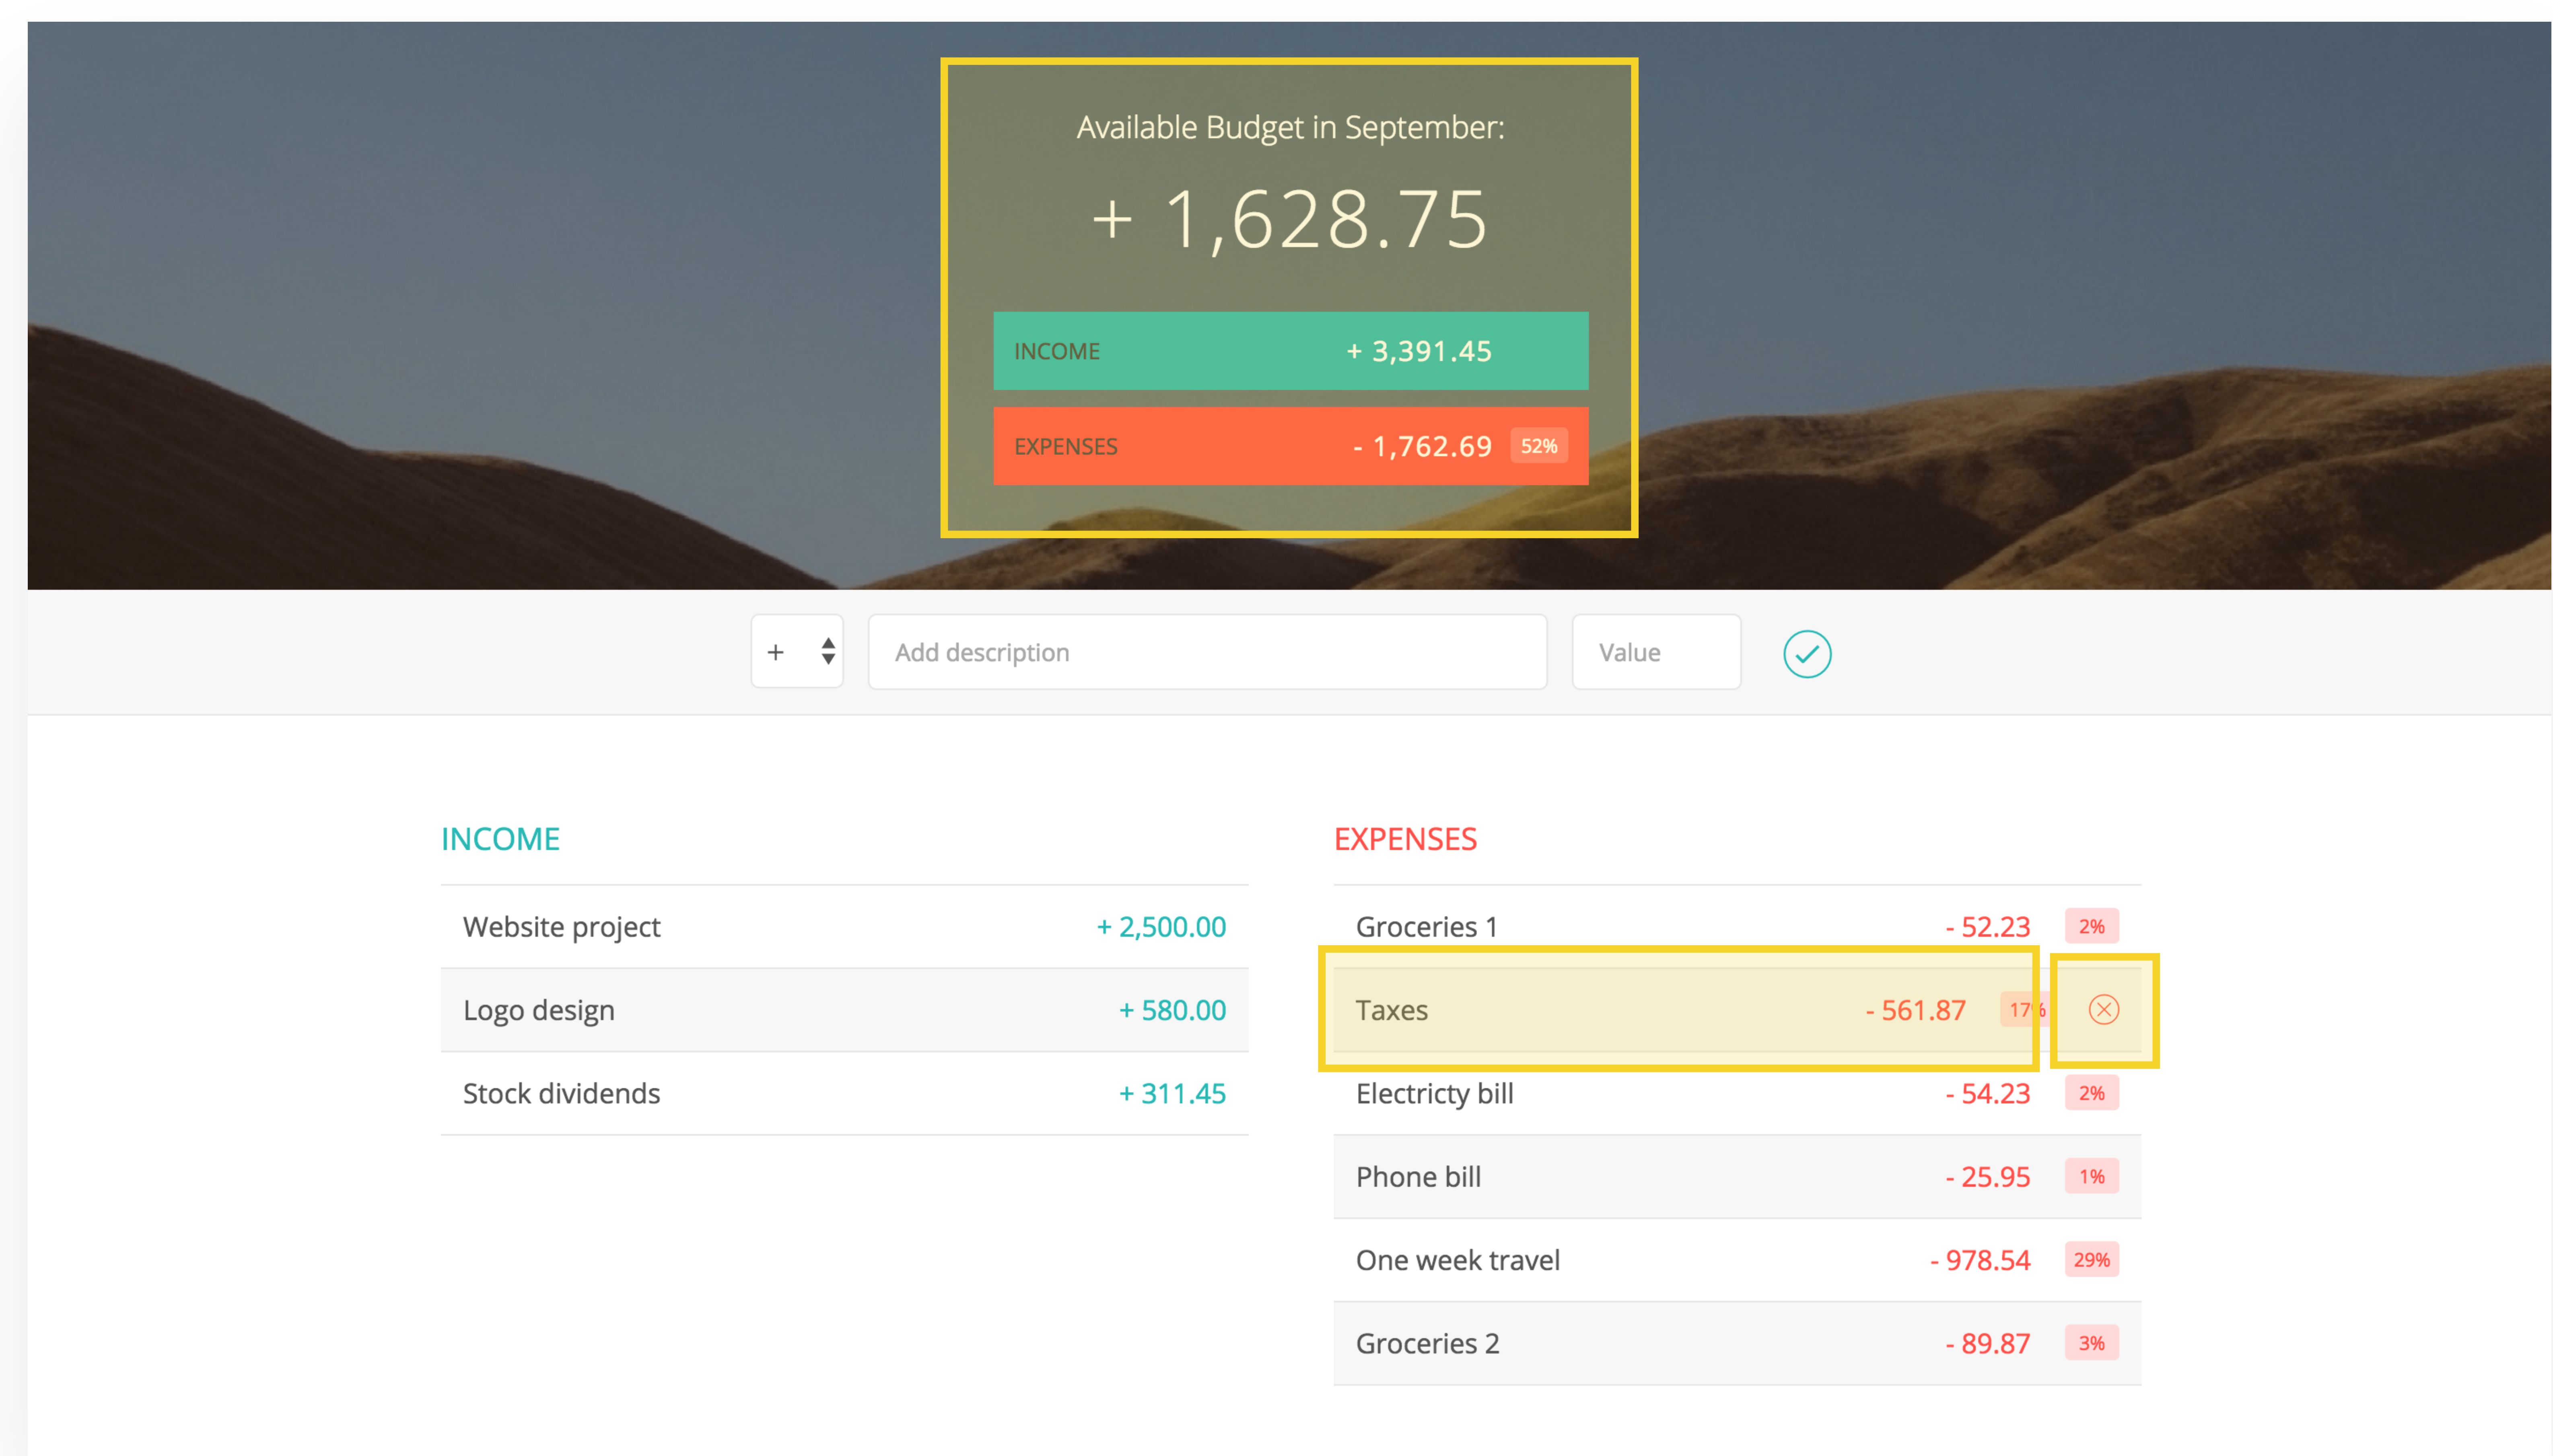 Available Budget in September:
+ 1,628.75
INCOME + 3,391.45
EXPENSES - 1,762.69 52%
+ Add description Value
INCOME
Website project + 2,500.00
Logo design + 580.00
Stock dividends + 311.45
EXPENSES
Groceries 1 - 52.23 2%
Taxes - 561.87 17%
Electricty bill - 54.23 2%
Phone bill - 25.95 1%
One week travel - 978.54 29%
Groceries 2 - 89.87 3%